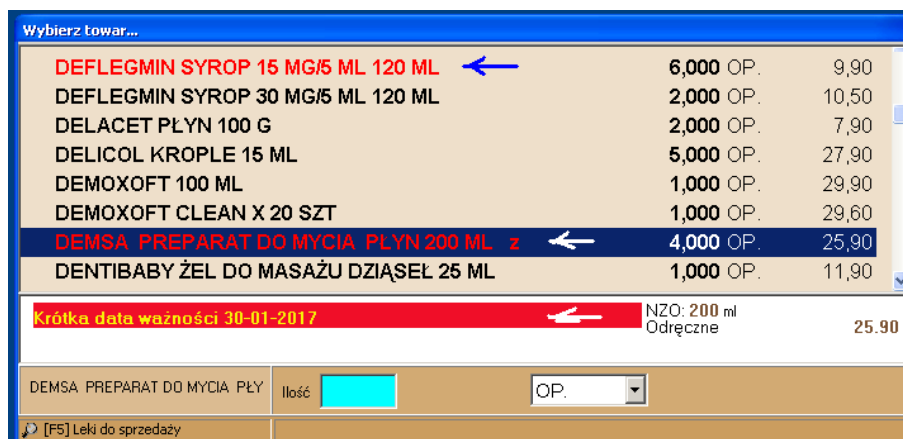 Wybierz towar...
DEFLEGMIN SYROP 15 MG/5 ML 120 ML 6,000 OP. 9,90
DEFLEGMIN SYROP 30 MG/5 ML 120 ML 2,000 OP. 10,50
DELACET PŁYN 100 G 2,000 OP. 7,90
DELICOL KROPLE 15 ML 5,000 OP. 27,90
DEMOXOFT 100 ML 1,000 OP. 29,90
DEMOXOFT CLEAN X 20 SZT 1,000 OP. 29,60
DEMSA PREPARAT DO MYCIA PŁYN 200 ML z 4,000 OP. 25,90
DENTIBABY ŻEL DO MASAŻU DZIĄSEŁ 25 ML 1,000 OP. 11,90
Krótka data ważności 30-01-2017 NZO: 200 ml
Odręczne 25.90
DEMSA PREPARAT DO MYCIA PŁY Ilość OP.
[F5] Leki do sprzedaży